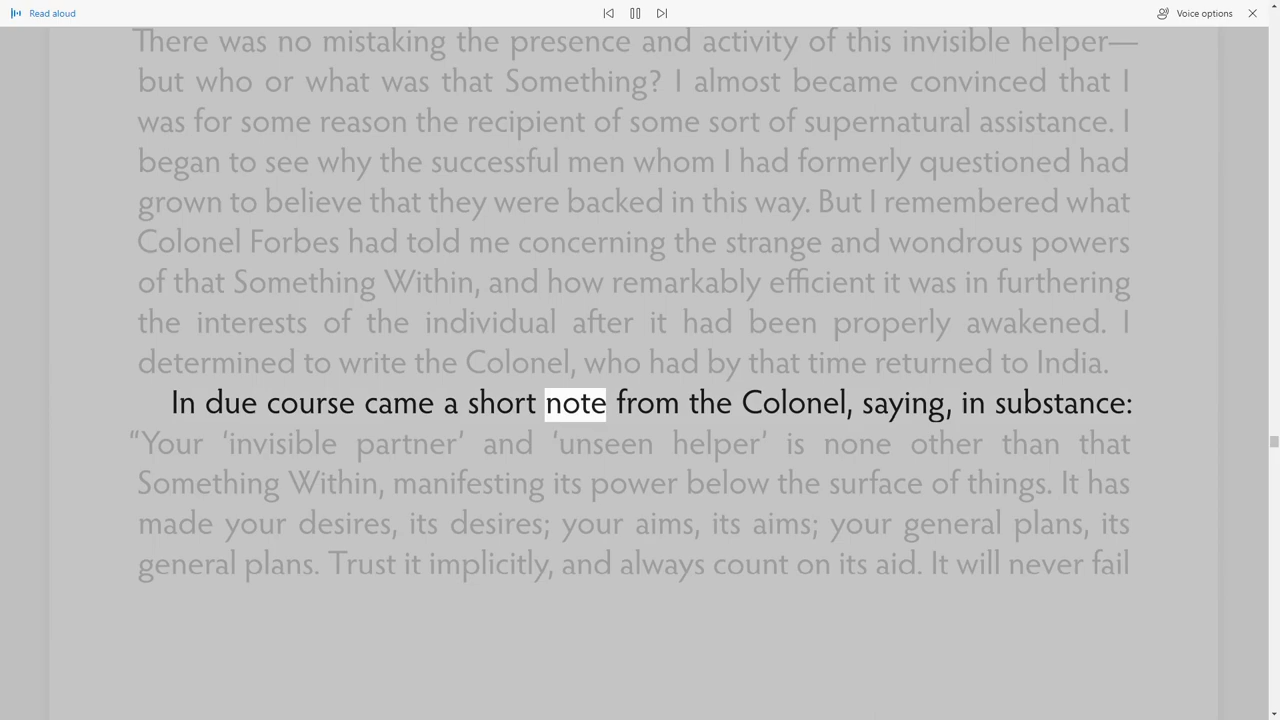 Read aloud
Voice options
There was no mistaking the presence and activity of this invisible helper—
but who or what was that Something? I almost became convinced that I
was for some reason the recipient of some sort of supernatural assistance. I
began to see why the successful men whom I had formerly questioned had
grown to believe that they were backed in this way. But I remembered what
Colonel Forbes had told me concerning the strange and wondrous powers
of that Something Within, and how remarkably efficient it was in furthering
the interests of the individual after it had been properly awakened. I
determined to write the Colonel, who had by that time returned to India.
In due course came a short note from the Colonel, saying, in substance:
“Your ‘invisible partner’ and ‘unseen helper’ is none other than that
Something Within, manifesting its power below the surface of things. It has
made your desires, its desires; your aims, its aims; your general plans, its
general plans. Trust it implicitly, and always count on its aid. It will never fail